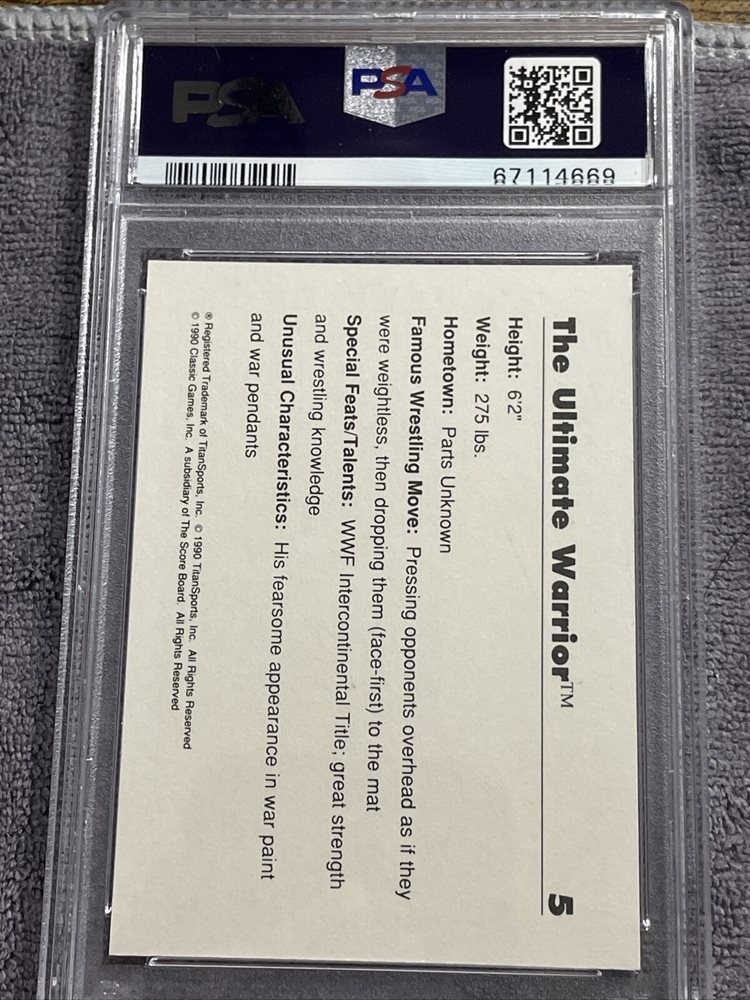 PSA
PSA
67114669
The Ultimate Warrior™ 5
Height: 6'2"
Weight: 275 lbs.
Hometown: Parts Unknown
Famous Wrestling Move: Pressing opponents overhead as if they
were weightless, then dropping them (face-first) to the mat
Special Feats/Talents: WWF Intercontinental Title; great strength
and wrestling knowledge
Unusual Characteristics: His fearsome appearance in war paint
and war pendants
® Registered Trademark of TitanSports, Inc. © 1990 TitanSports, Inc. All Rights Reserved
© 1990 Classic Games, Inc. A subsidiary of The Score Board. All Rights Reserved